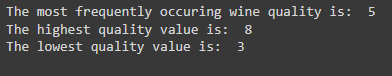 The most frequently occuring wine quality is:  5
The highest quality value is:  8
The lowest quality value is:  3